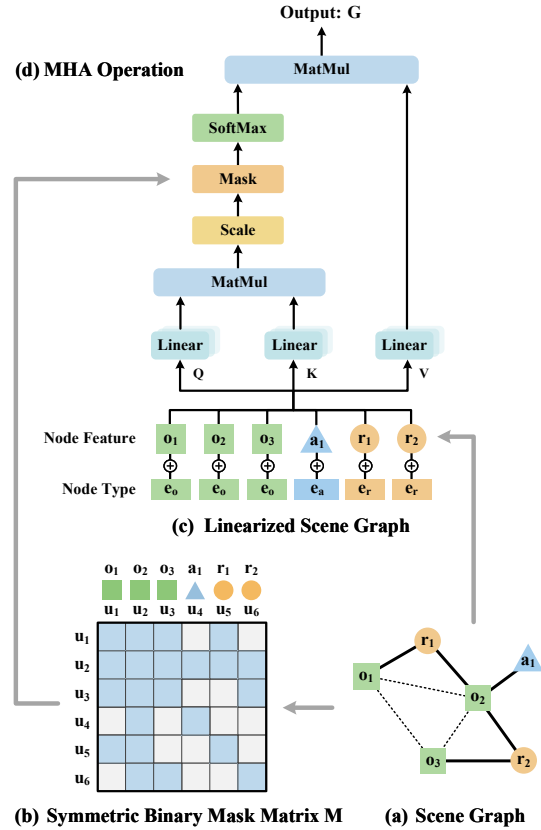 Output: G
(d) MHA Operation
MatMul
SoftMax
Mask
Scale
MatMul
Linear Linear Linear
Q K V
Node Feature o₁ o₂ o₃ a₁ r₁ r₂
Node Type eₒ eₒ eₒ eₐ eᵣ eᵣ
(c) Linearized Scene Graph
o₁ o₂ o₃ a₁ r₁ r₂
u₁ u₂ u₃ u₄ u₅ u₆
u₁
u₂
u₃
u₄
u₅
u₆
(b) Symmetric Binary Mask Matrix M
r₁
a₁
o₁
o₂
o₃
r₂
(a) Scene Graph